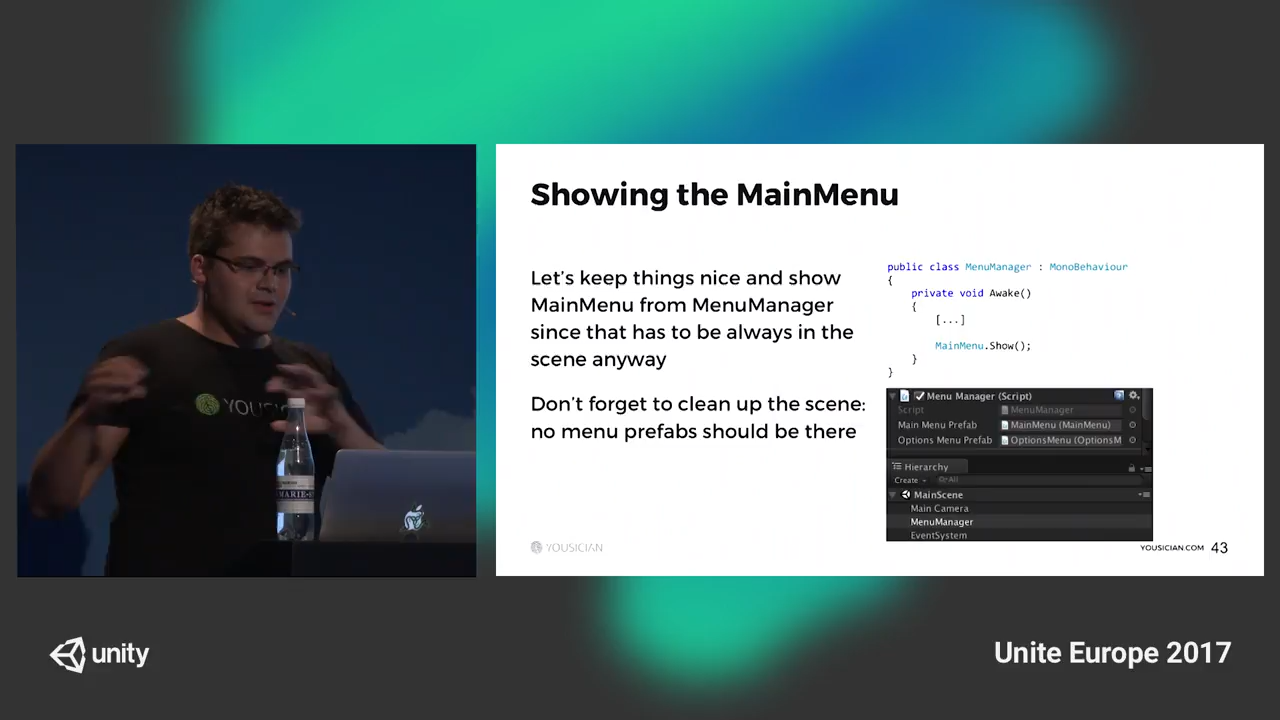 Showing the MainMenu
Let's keep things nice and show
MainMenu from MenuManager
since that has to be always in the
scene anyway
Don't forget to clean up the scene:
no menu prefabs should be there
public class MenuManager : MonoBehaviour
{
private void Awake()
{
[...]
MainMenu.Show();
}
}
Menu Manager (Script)
Script MenuManager
Main Menu Prefab MainMenu (MainMenu)
Options Menu Prefab OptionsMenu (OptionsM
Hierarchy
Create All
MainScene
Main Camera
MenuManager
EventSystem
YOUSICIAN
YOUSICIAN.COM 43
unity
Unite Europe 2017